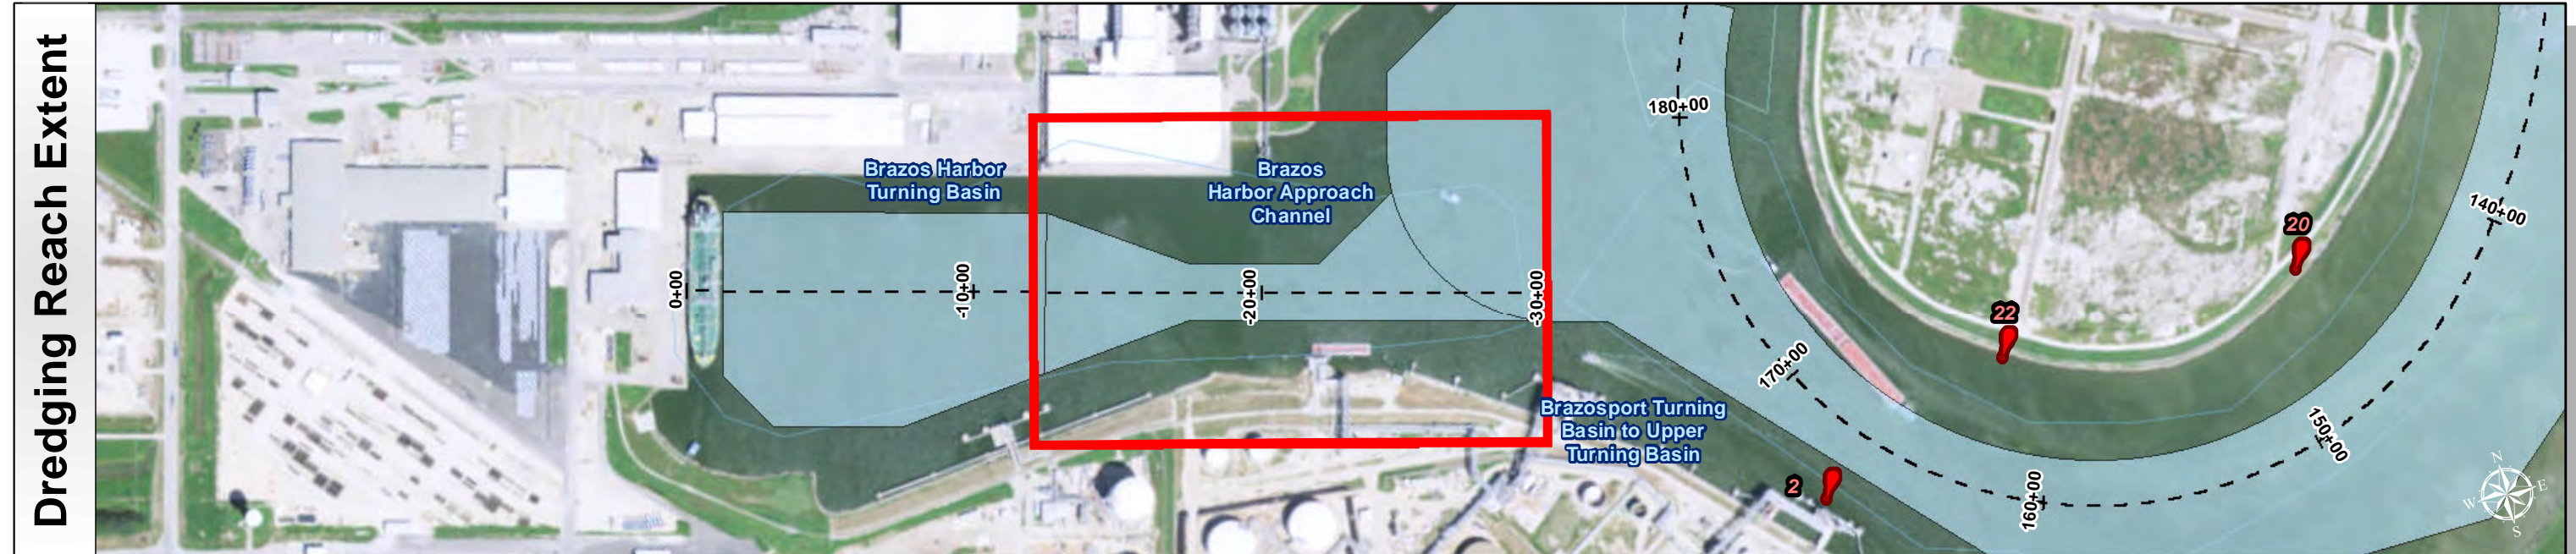 Dredging Reach Extent
Brazos Harbor
Turning Basin
Brazos
Harbor Approach
Channel
Brazosport Turning
Basin to Upper
Turning Basin
0+00
-10+00
-20+00
-30+00
180+00
170+00
160+00
150+00
140+00
20
22
2
N
W
E
S